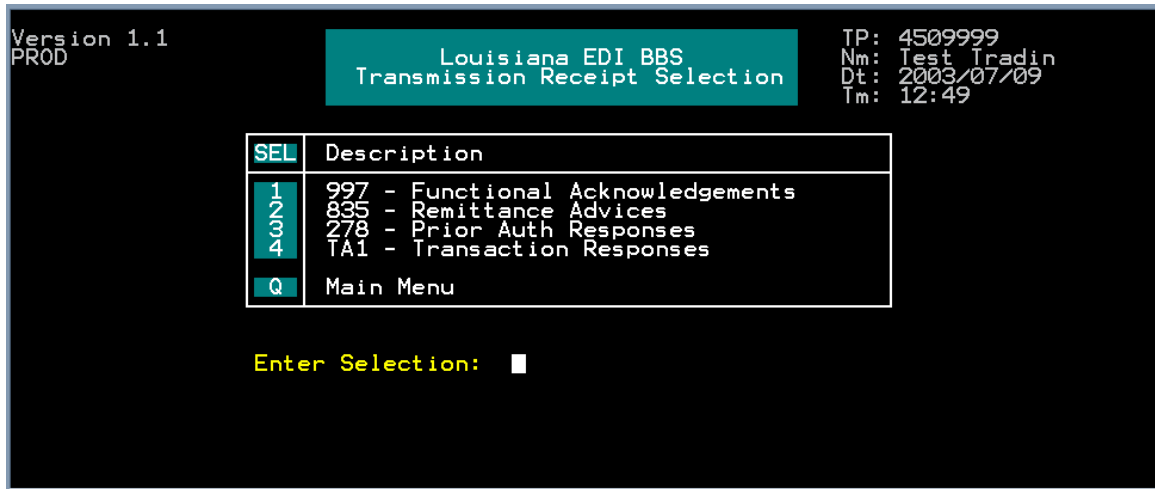 Version 1.1
PROD
Louisiana EDI BBS
Transmission Receipt Selection
TP: 4509999
Nm: Test Tradin
Dt: 2003/07/09
Tm: 12:49
SEL Description
1 997 - Functional Acknowledgements
2 835 - Remittance Advices
3 278 - Prior Auth Responses
4 TA1 - Transaction Responses
Q Main Menu
Enter Selection: